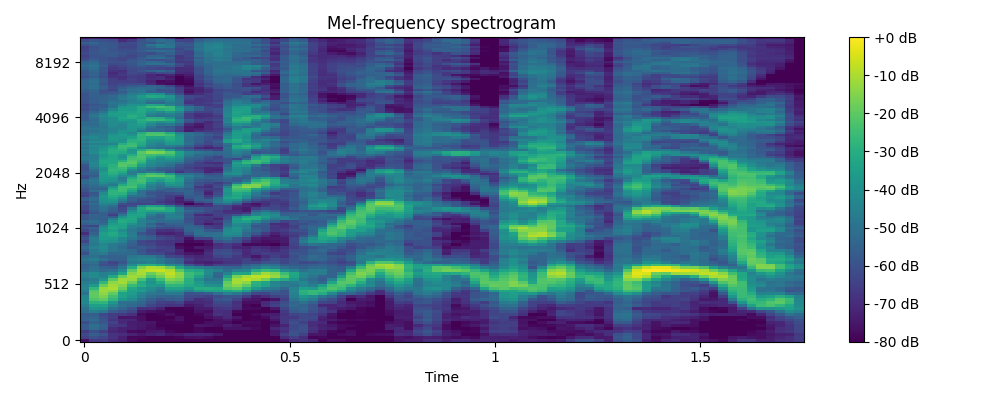 Mel-frequency spectrogram
+0 dB
8192
-10 dB
4096
-20 dB
-30 dB
2048
Hz
-40 dB
1024
-50 dB
-60 dB
512
-70 dB
0
-80 dB
0
0.5
1
1.5
Time